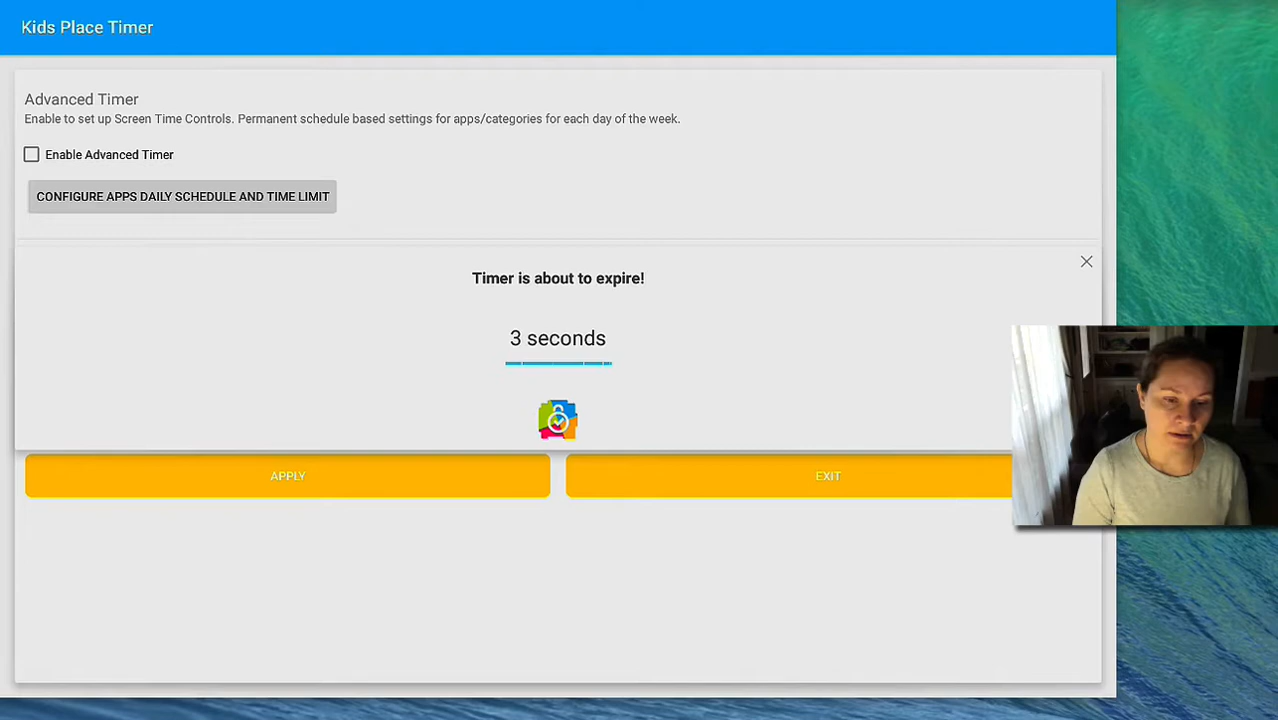 Kids Place Timer
Advanced Timer
Enable to set up Screen Time Controls. Permanent schedule based settings for apps/categories for each day of the week.
Enable Advanced Timer
CONFIGURE APPS DAILY SCHEDULE AND TIME LIMIT
Timer is about to expire!
3 seconds
APPLY
EXIT